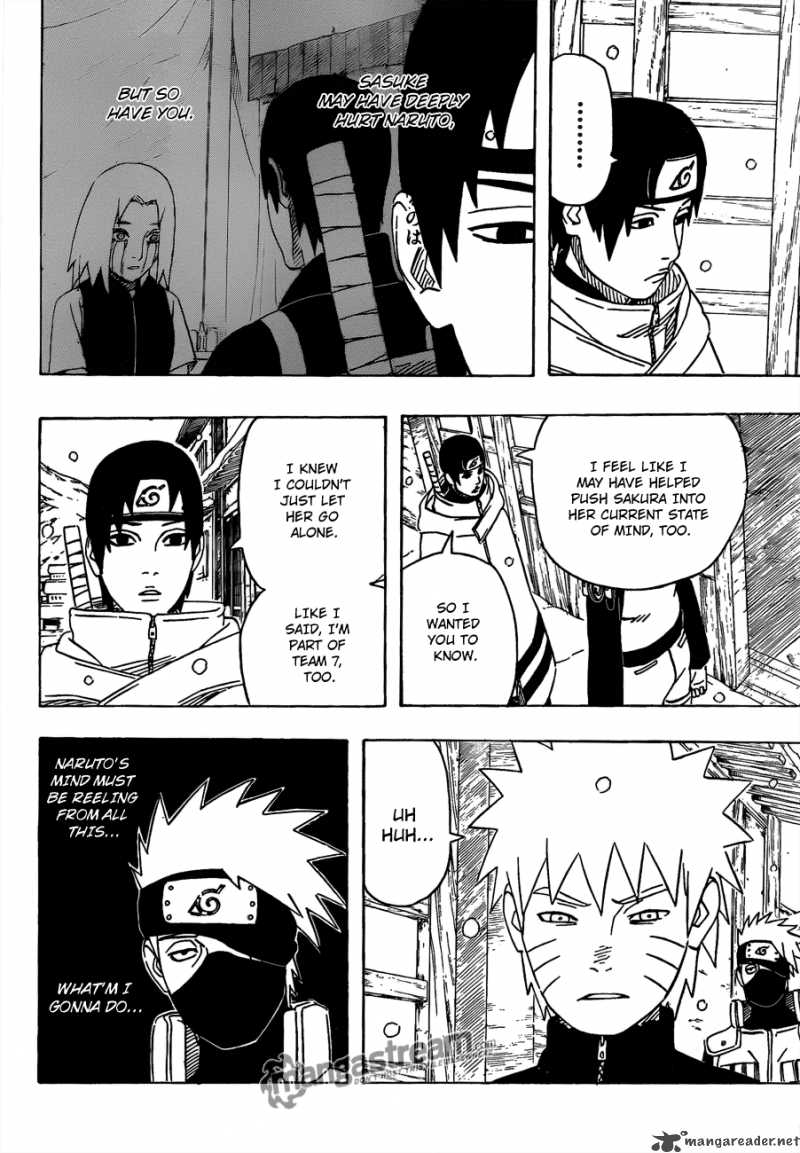 ........
SASUKE
MAY HAVE DEEPLY
HURT NARUTO,
BUT SO
HAVE YOU.
I FEEL LIKE I
MAY HAVE HELPED
PUSH SAKURA INTO
HER CURRENT STATE
OF MIND, TOO.
SO I
WANTED
YOU TO
KNOW.
I KNEW
I COULDN'T
JUST LET
HER GO
ALONE.
LIKE I
SAID, I'M
PART OF
TEAM 7,
TOO.
UH
HUH...
NARUTO'S
MIND MUST
BE REELING
FROM ALL
THIS...
WHAT'M I
GONNA DO...
mangastream.com
mangareader.net